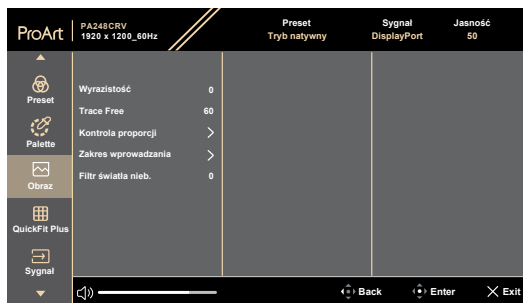 ProArt
PA248CRV
1920 x 1200_60Hz
Preset
Tryb natywny
Sygnał
DisplayPort
Jasność
50
Preset
Palette
Obraz
QuickFit Plus
Sygnał
Wyrazistość 0
Trace Free 60
Kontrola proporcji
Zakres wprowadzania
Filtr światła nieb. 0
Back
Enter
Exit